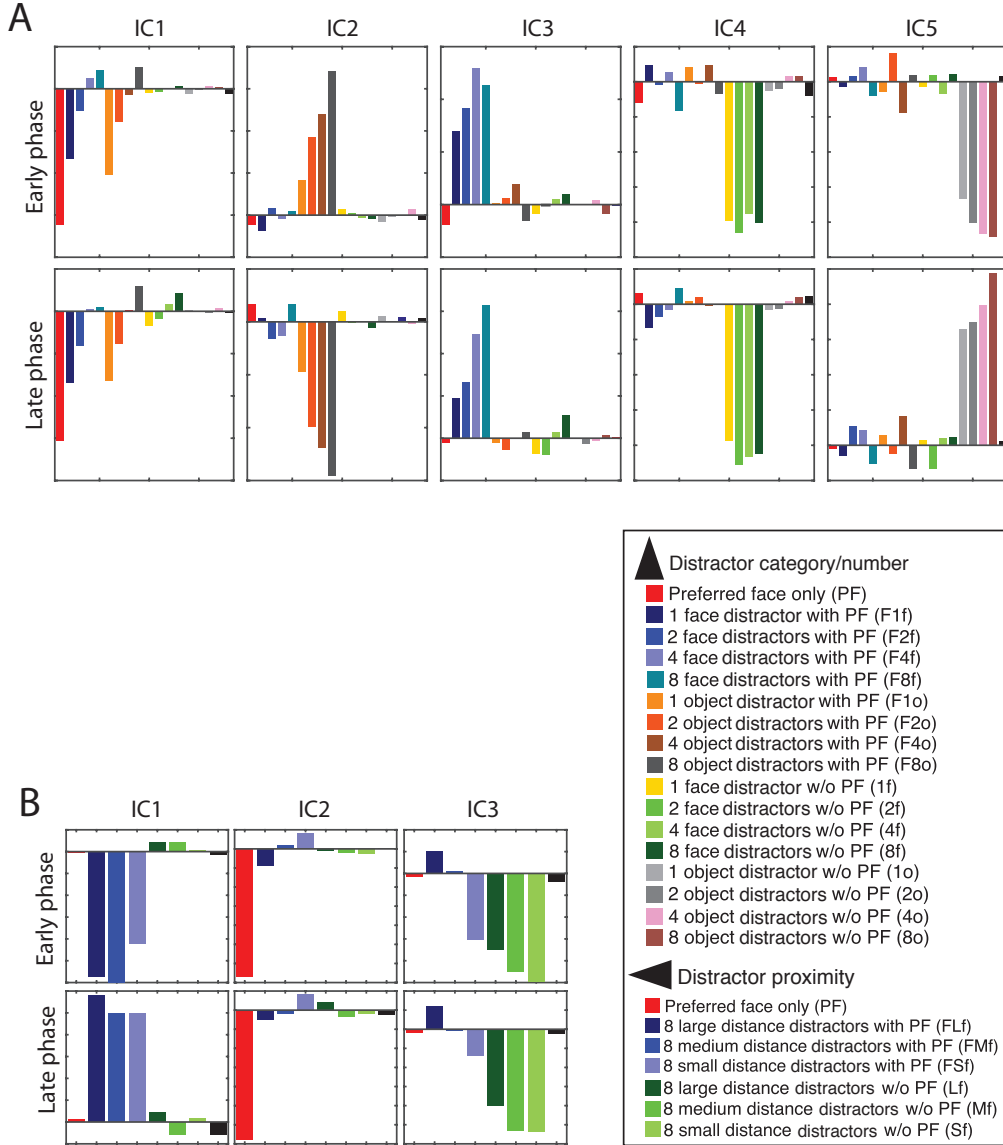 A
IC1 IC2 IC3 IC4 IC5
Early phase
Late phase
Distractor category/number
Preferred face only (PF)
1 face distractor with PF (F1f)
2 face distractors with PF (F2f)
4 face distractors with PF (F4f)
8 face distractors with PF (F8f)
1 object distractor with PF (F1o)
2 object distractors with PF (F2o)
4 object distractors with PF (F4o)
8 object distractors with PF (F8o)
1 face distractor w/o PF (1f)
2 face distractors w/o PF (2f)
4 face distractors w/o PF (4f)
8 face distractors w/o PF (8f)
1 object distractor w/o PF (1o)
2 object distractors w/o PF (2o)
4 object distractors w/o PF (4o)
8 object distractors w/o PF (8o)
Distractor proximity
Preferred face only (PF)
8 large distance distractors with PF (FLf)
8 medium distance distractors with PF (FMf)
8 small distance distractors with PF (FSf)
8 large distance distractors w/o PF (Lf)
8 medium distance distractors w/o PF (Mf)
8 small distance distractors w/o PF (Sf)
B
IC1 IC2 IC3
Early phase
Late phase